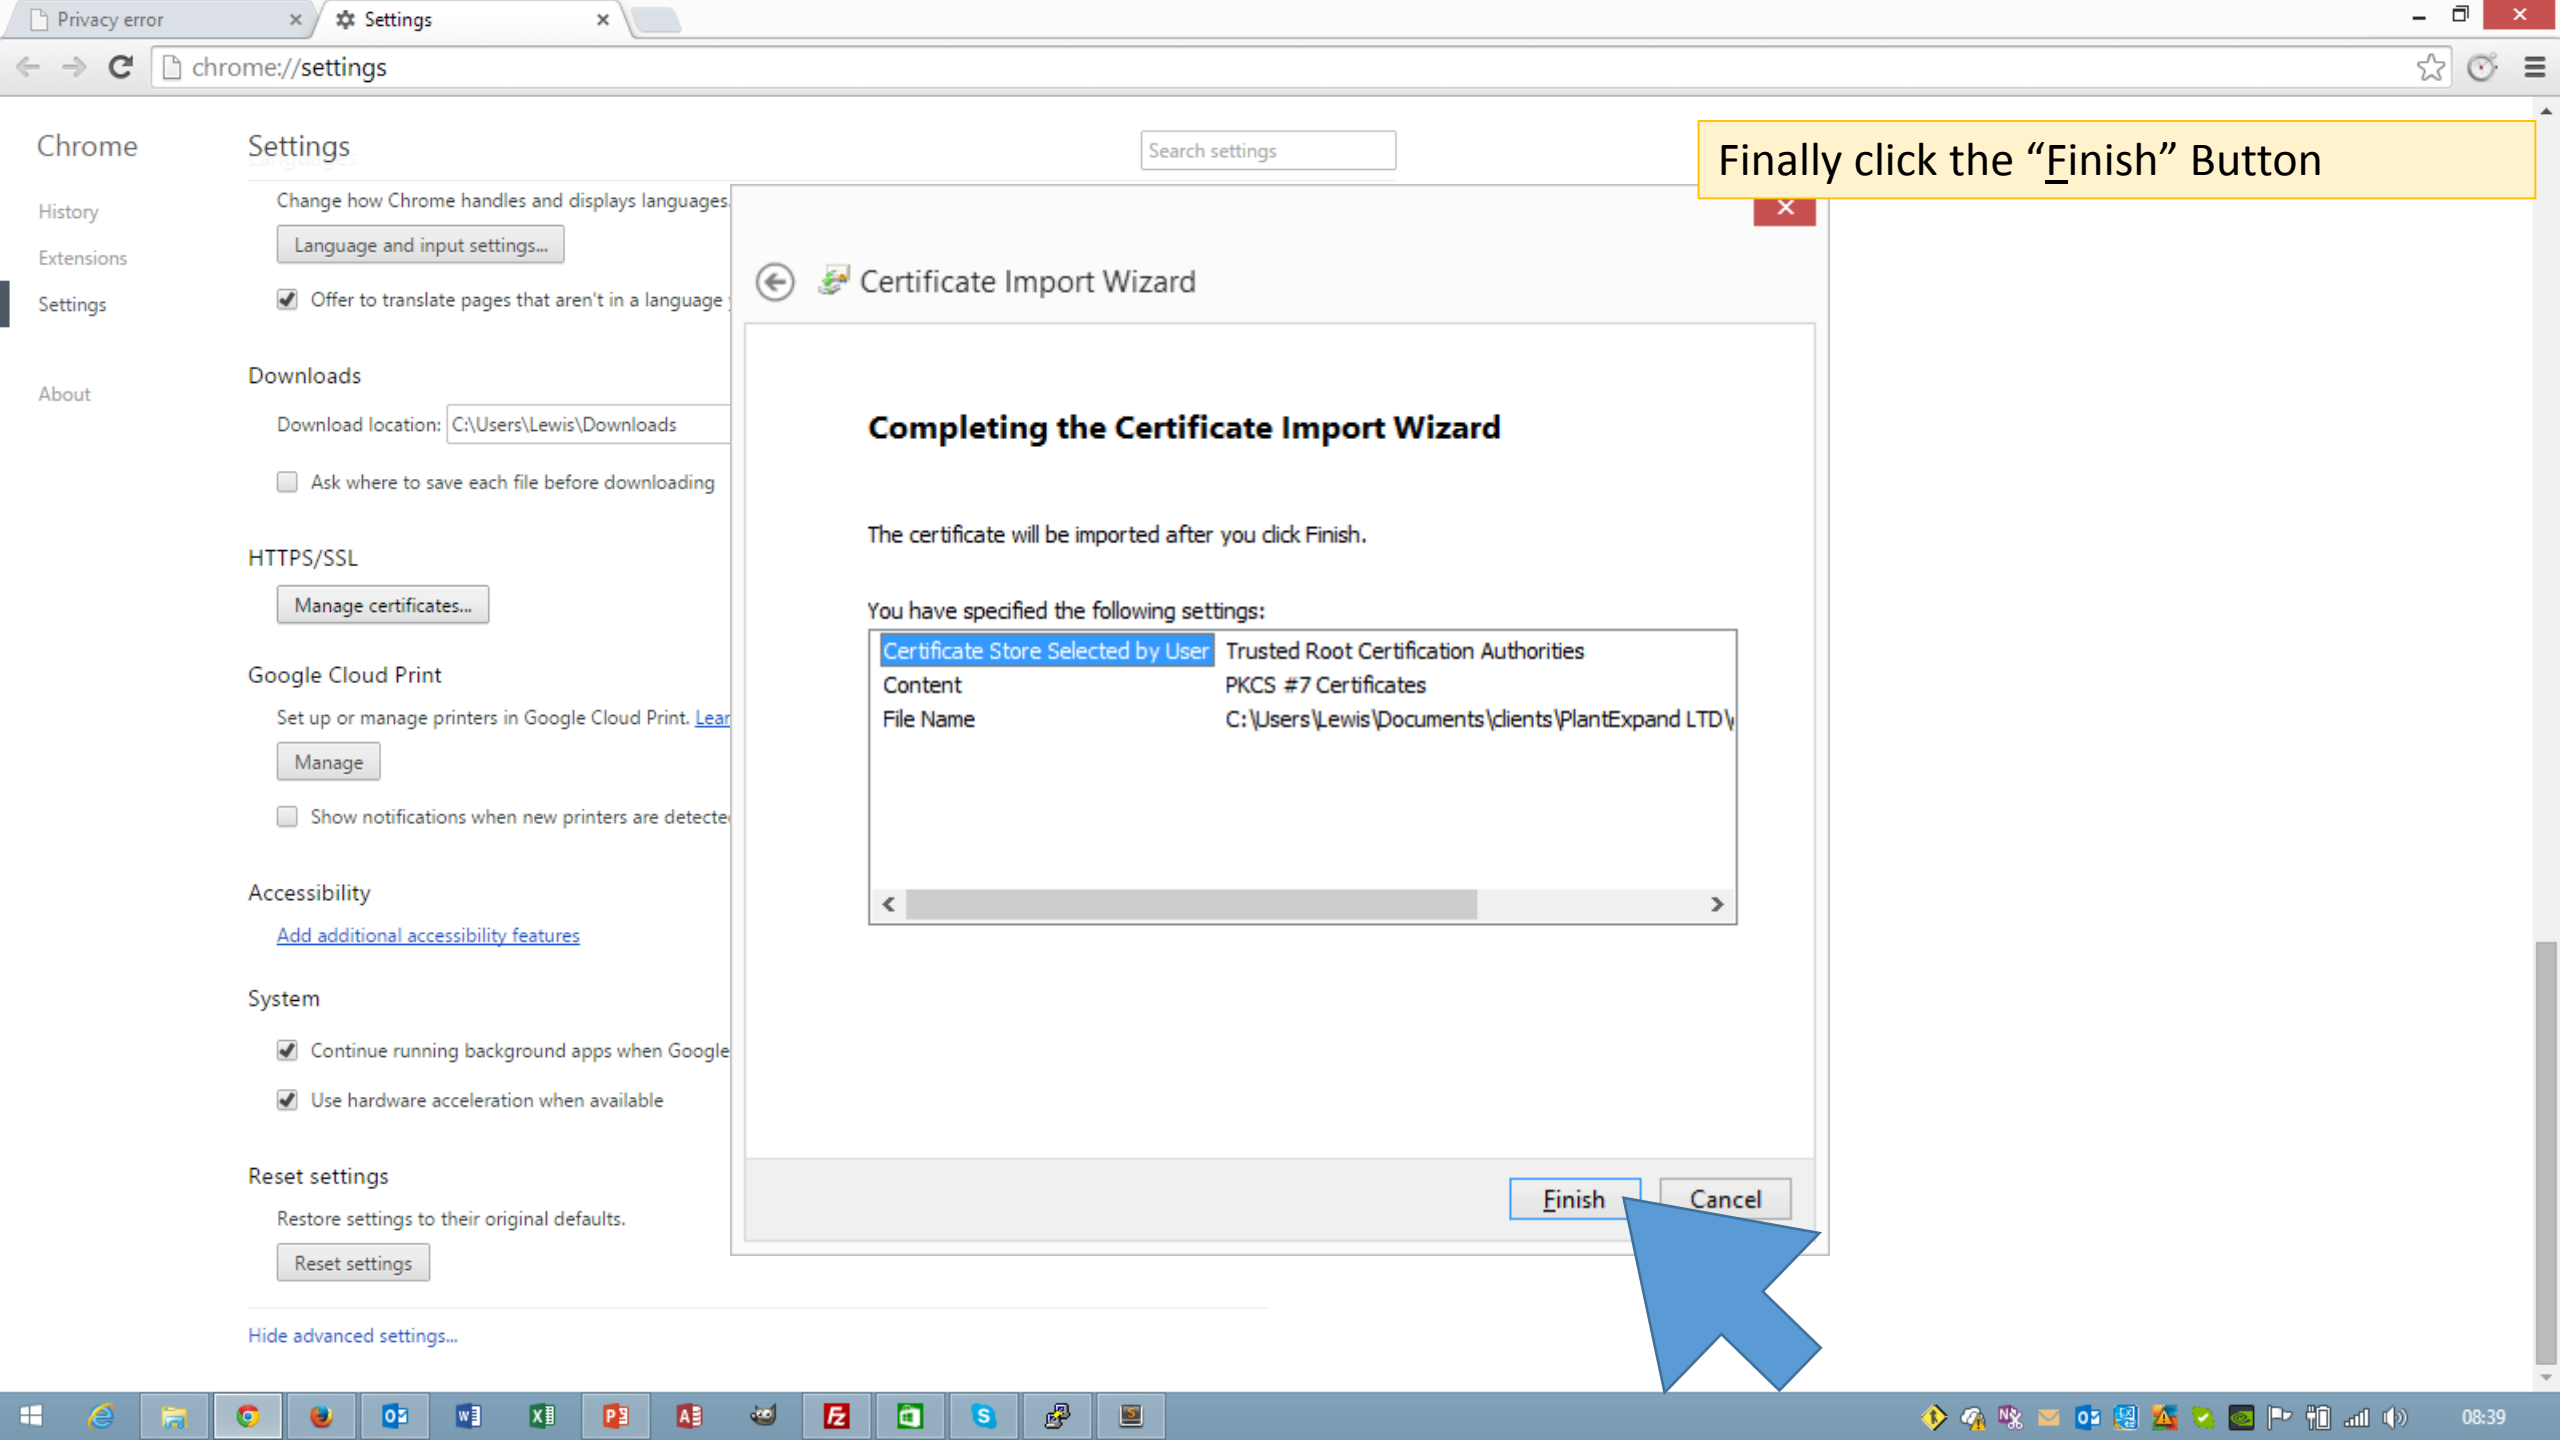 Privacy error
Settings
chrome://settings
Finally click the “Finish” Button
Chrome
Settings
Search settings
History
Extensions
Settings
About
Change how Chrome handles and displays languages.
Language and input settings...
Offer to translate pages that aren't in a language
Downloads
Download location: C:\Users\Lewis\Downloads
Ask where to save each file before downloading
HTTPS/SSL
Manage certificates...
Google Cloud Print
Set up or manage printers in Google Cloud Print. Lear
Manage
Show notifications when new printers are detecte
Accessibility
Add additional accessibility features
System
Continue running background apps when Google
Use hardware acceleration when available
Reset settings
Restore settings to their original defaults.
Reset settings
Hide advanced settings...
Certificate Import Wizard
Completing the Certificate Import Wizard
The certificate will be imported after you click Finish.
You have specified the following settings:
Certificate Store Selected by User Trusted Root Certification Authorities
Content PKCS #7 Certificates
File Name C:\Users\Lewis\Documents\clients\PlantExpand LTD\
Finish
Cancel
08:39